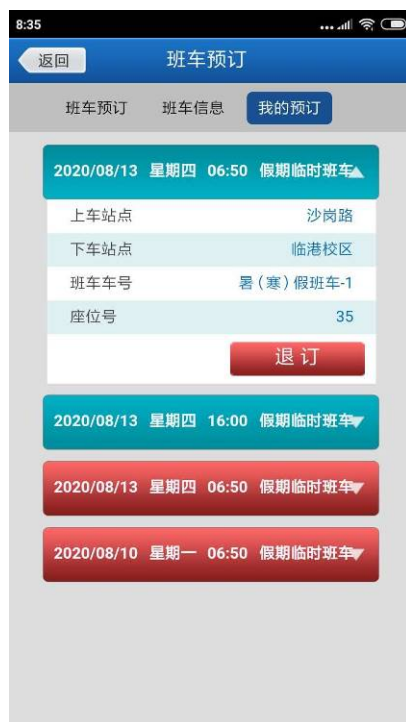 8:35
返回
班车预订
班车预订 班车信息 我的预订
2020/08/13 星期四 06:50 假期临时班车
上车站点 沙岗路
下车站点 临港校区
班车车号 暑（寒）假班车-1
座位号 35
退订
2020/08/13 星期四 16:00 假期临时班车
2020/08/13 星期四 06:50 假期临时班车
2020/08/10 星期一 06:50 假期临时班车